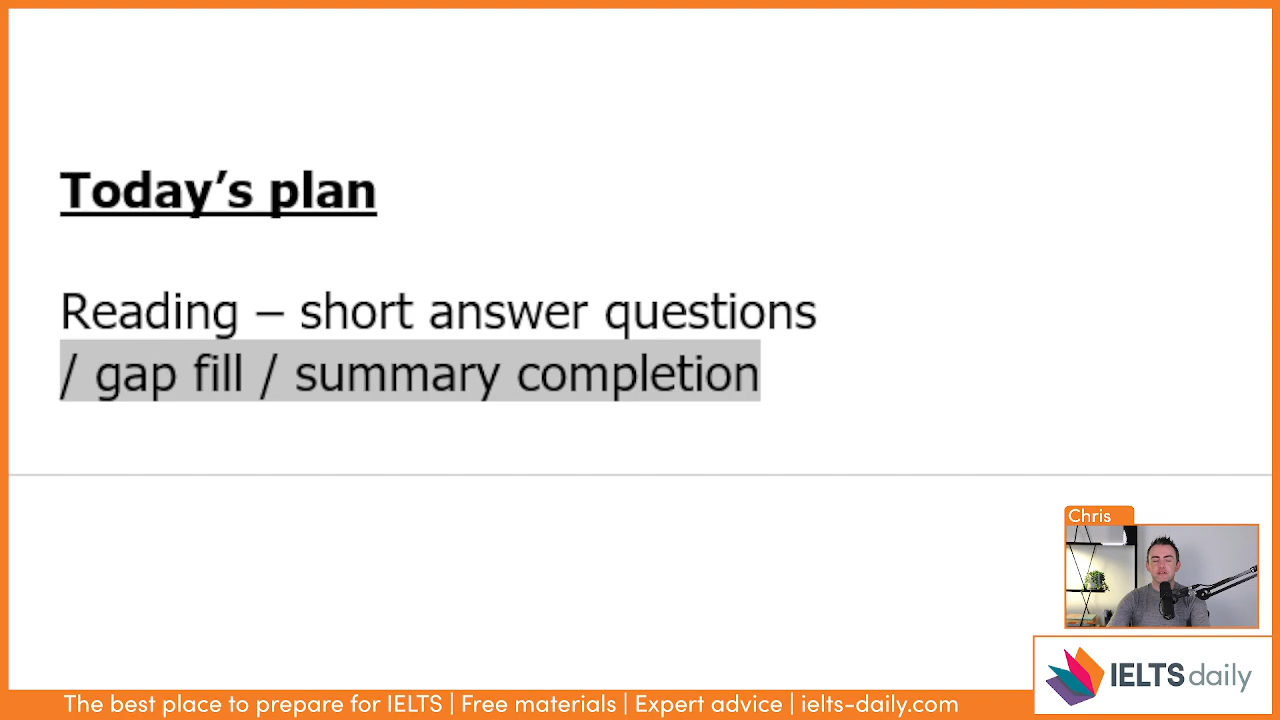 Today’s plan
Reading – short answer questions
/ gap fill / summary completion
Chris
IELTS daily
The best place to prepare for IELTS | Free materials | Expert advice | ielts-daily.com